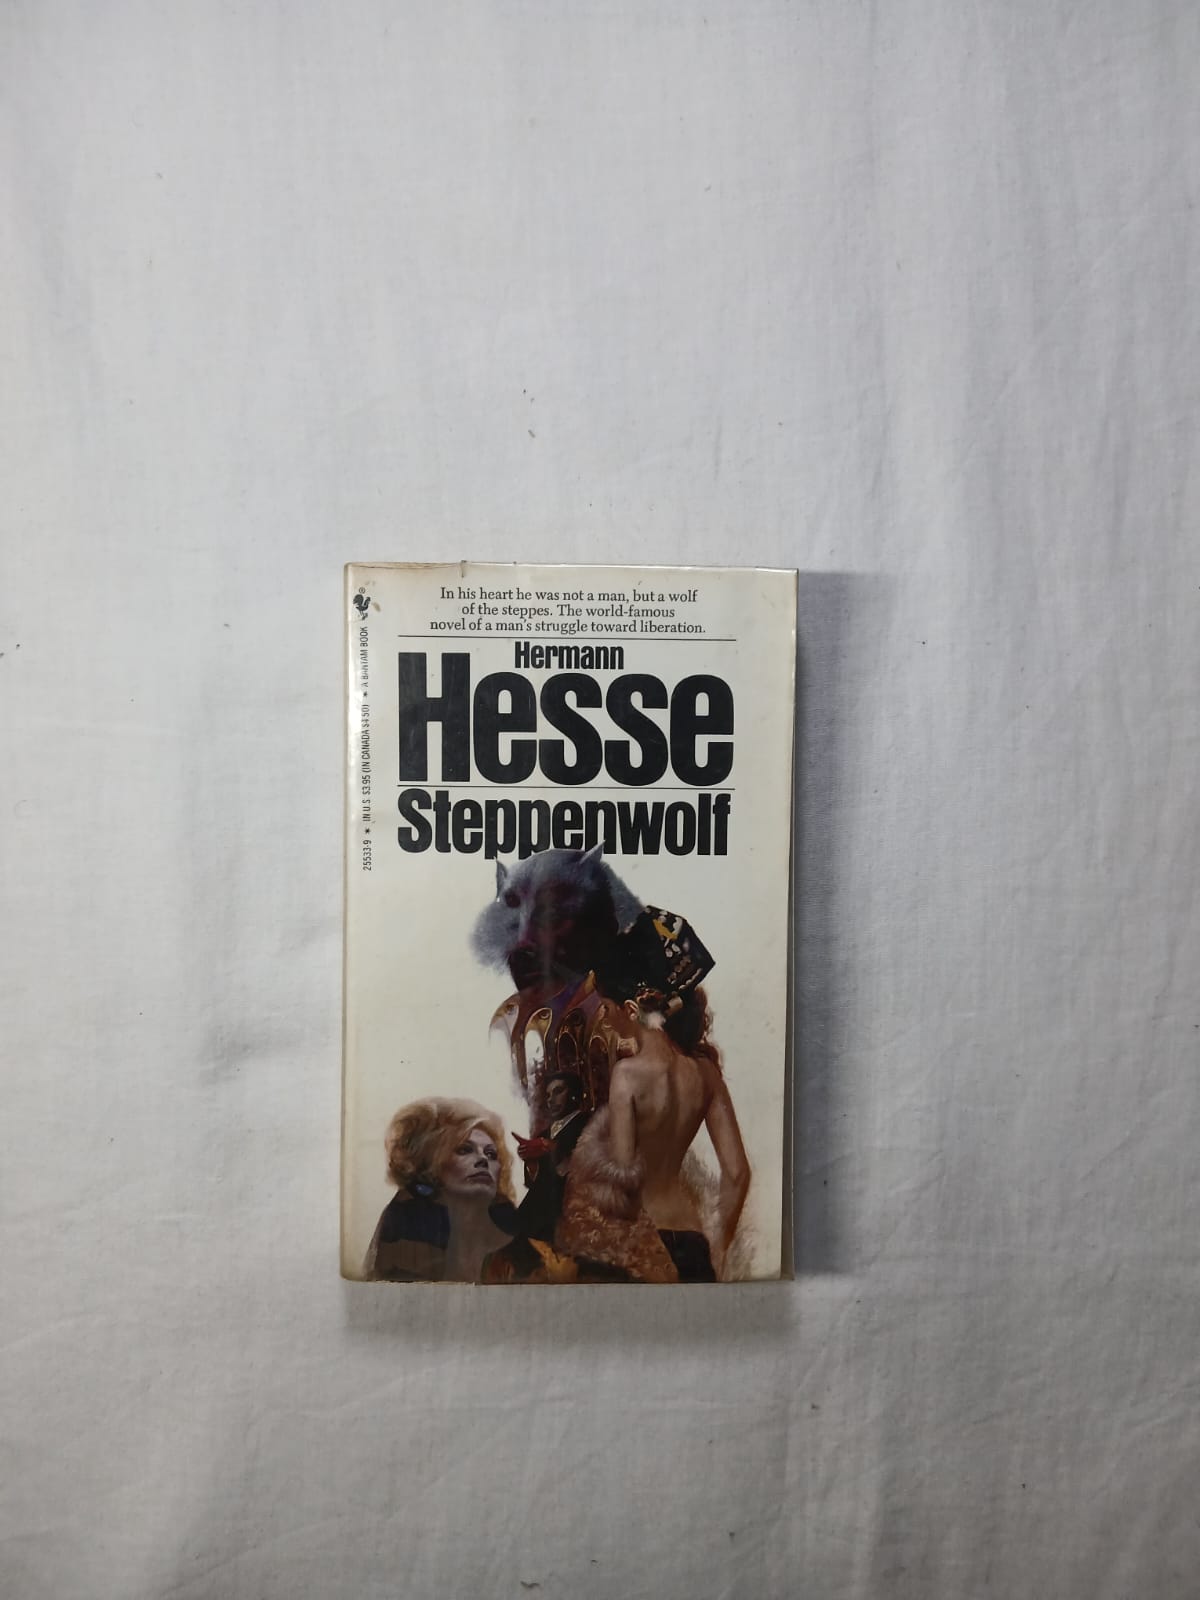 In his heart he was not a man, but a wolf
of the steppes. The world-famous
novel of a man's struggle toward liberation.
Hermann
Hesse
Steppenwolf
25533-9 * IN U.S. $3.95 (IN CANADA $4.50) * A BANTAM BOOK
®